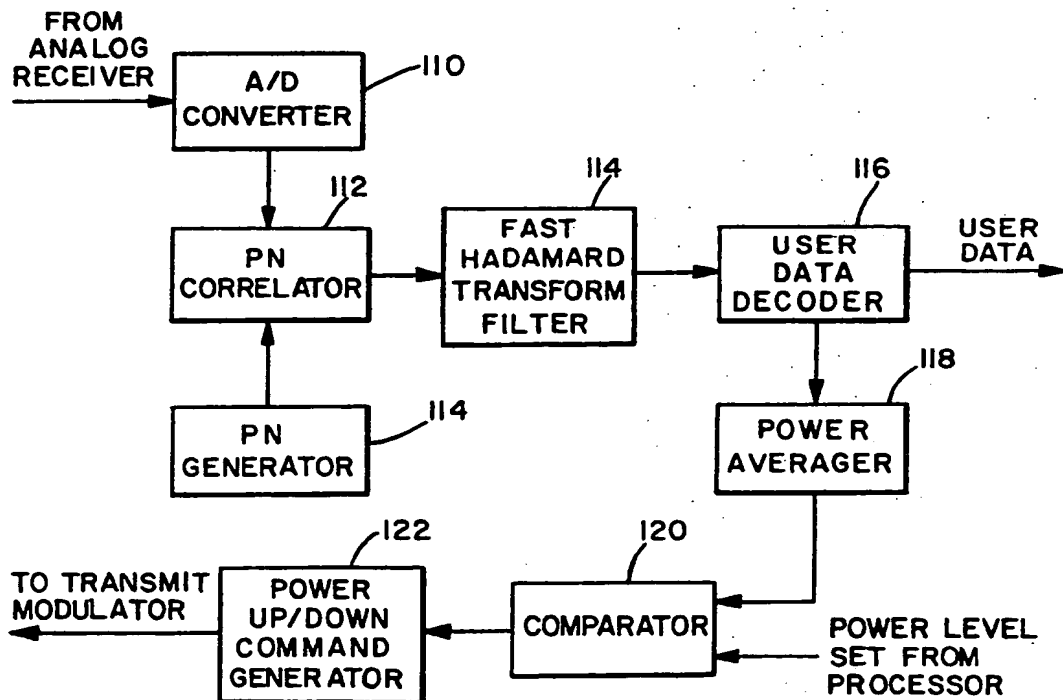 FROM
ANALOG
RECEIVER
A/D
CONVERTER
110
PN
CORRELATOR
112
FAST
HADAMARD
TRANSFORM
FILTER
114
USER
DATA
DECODER
116
USER
DATA
PN
GENERATOR
114
POWER
AVERAGER
118
TO TRANSMIT
MODULATOR
POWER
UP/DOWN
COMMAND
GENERATOR
122
COMPARATOR
120
POWER LEVEL
SET FROM
PROCESSOR